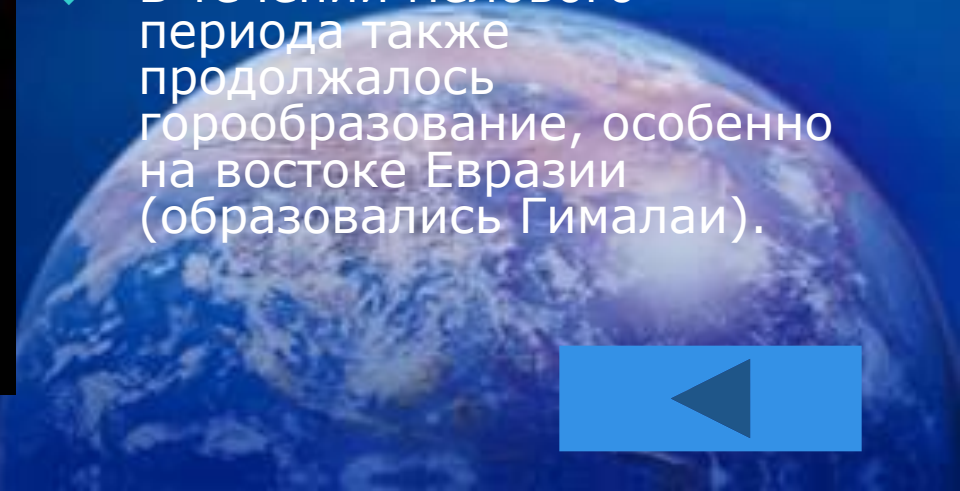 периода также
продолжалось
горообразование, особенно
на востоке Евразии
(образовались Гималаи).